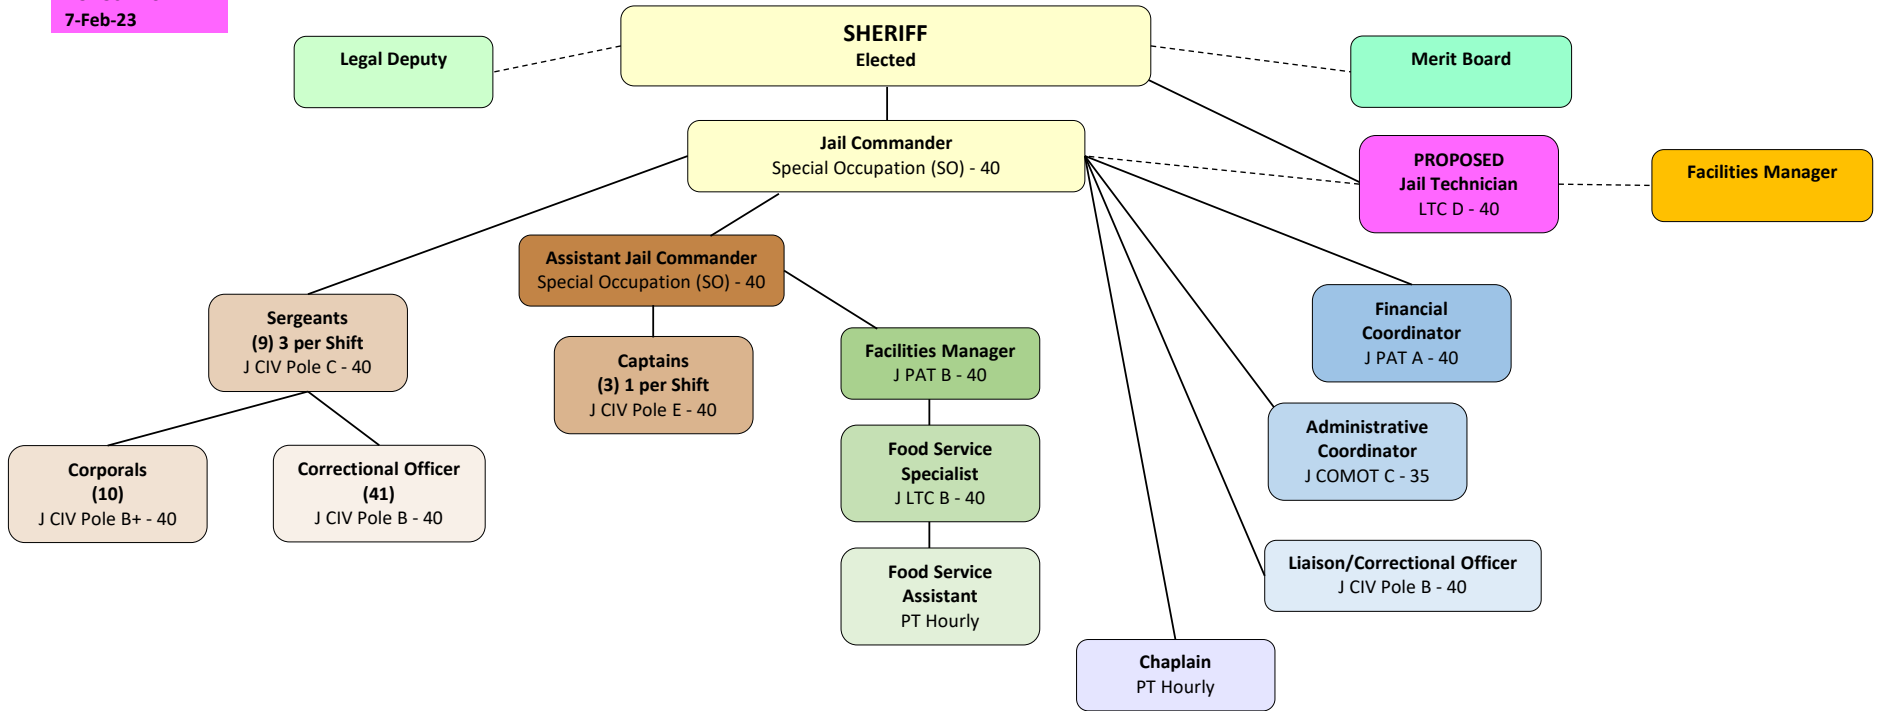 7-Feb-23
SHERIFF
Elected
Legal Deputy
Merit Board
Jail Commander
Special Occupation (SO) - 40
PROPOSED
Jail Technician
LTC D - 40
Facilities Manager
Assistant Jail Commander
Special Occupation (SO) - 40
Sergeants
(9) 3 per Shift
J CIV Pole C - 40
Captains
(3) 1 per Shift
J CIV Pole E - 40
Facilities Manager
J PAT B - 40
Financial
Coordinator
J PAT A - 40
Corporals
(10)
J CIV Pole B+ - 40
Correctional Officer
(41)
J CIV Pole B - 40
Food Service
Specialist
J LTC B - 40
Administrative
Coordinator
J COMOT C - 35
Food Service
Assistant
PT Hourly
Liaison/Correctional Officer
J CIV Pole B - 40
Chaplain
PT Hourly